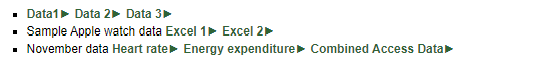 ▪ Data1► Data 2► Data 3►
▪ Sample Apple watch data Excel 1► Excel 2►
▪ November data Heart rate► Energy expenditure► Combined Access Data►